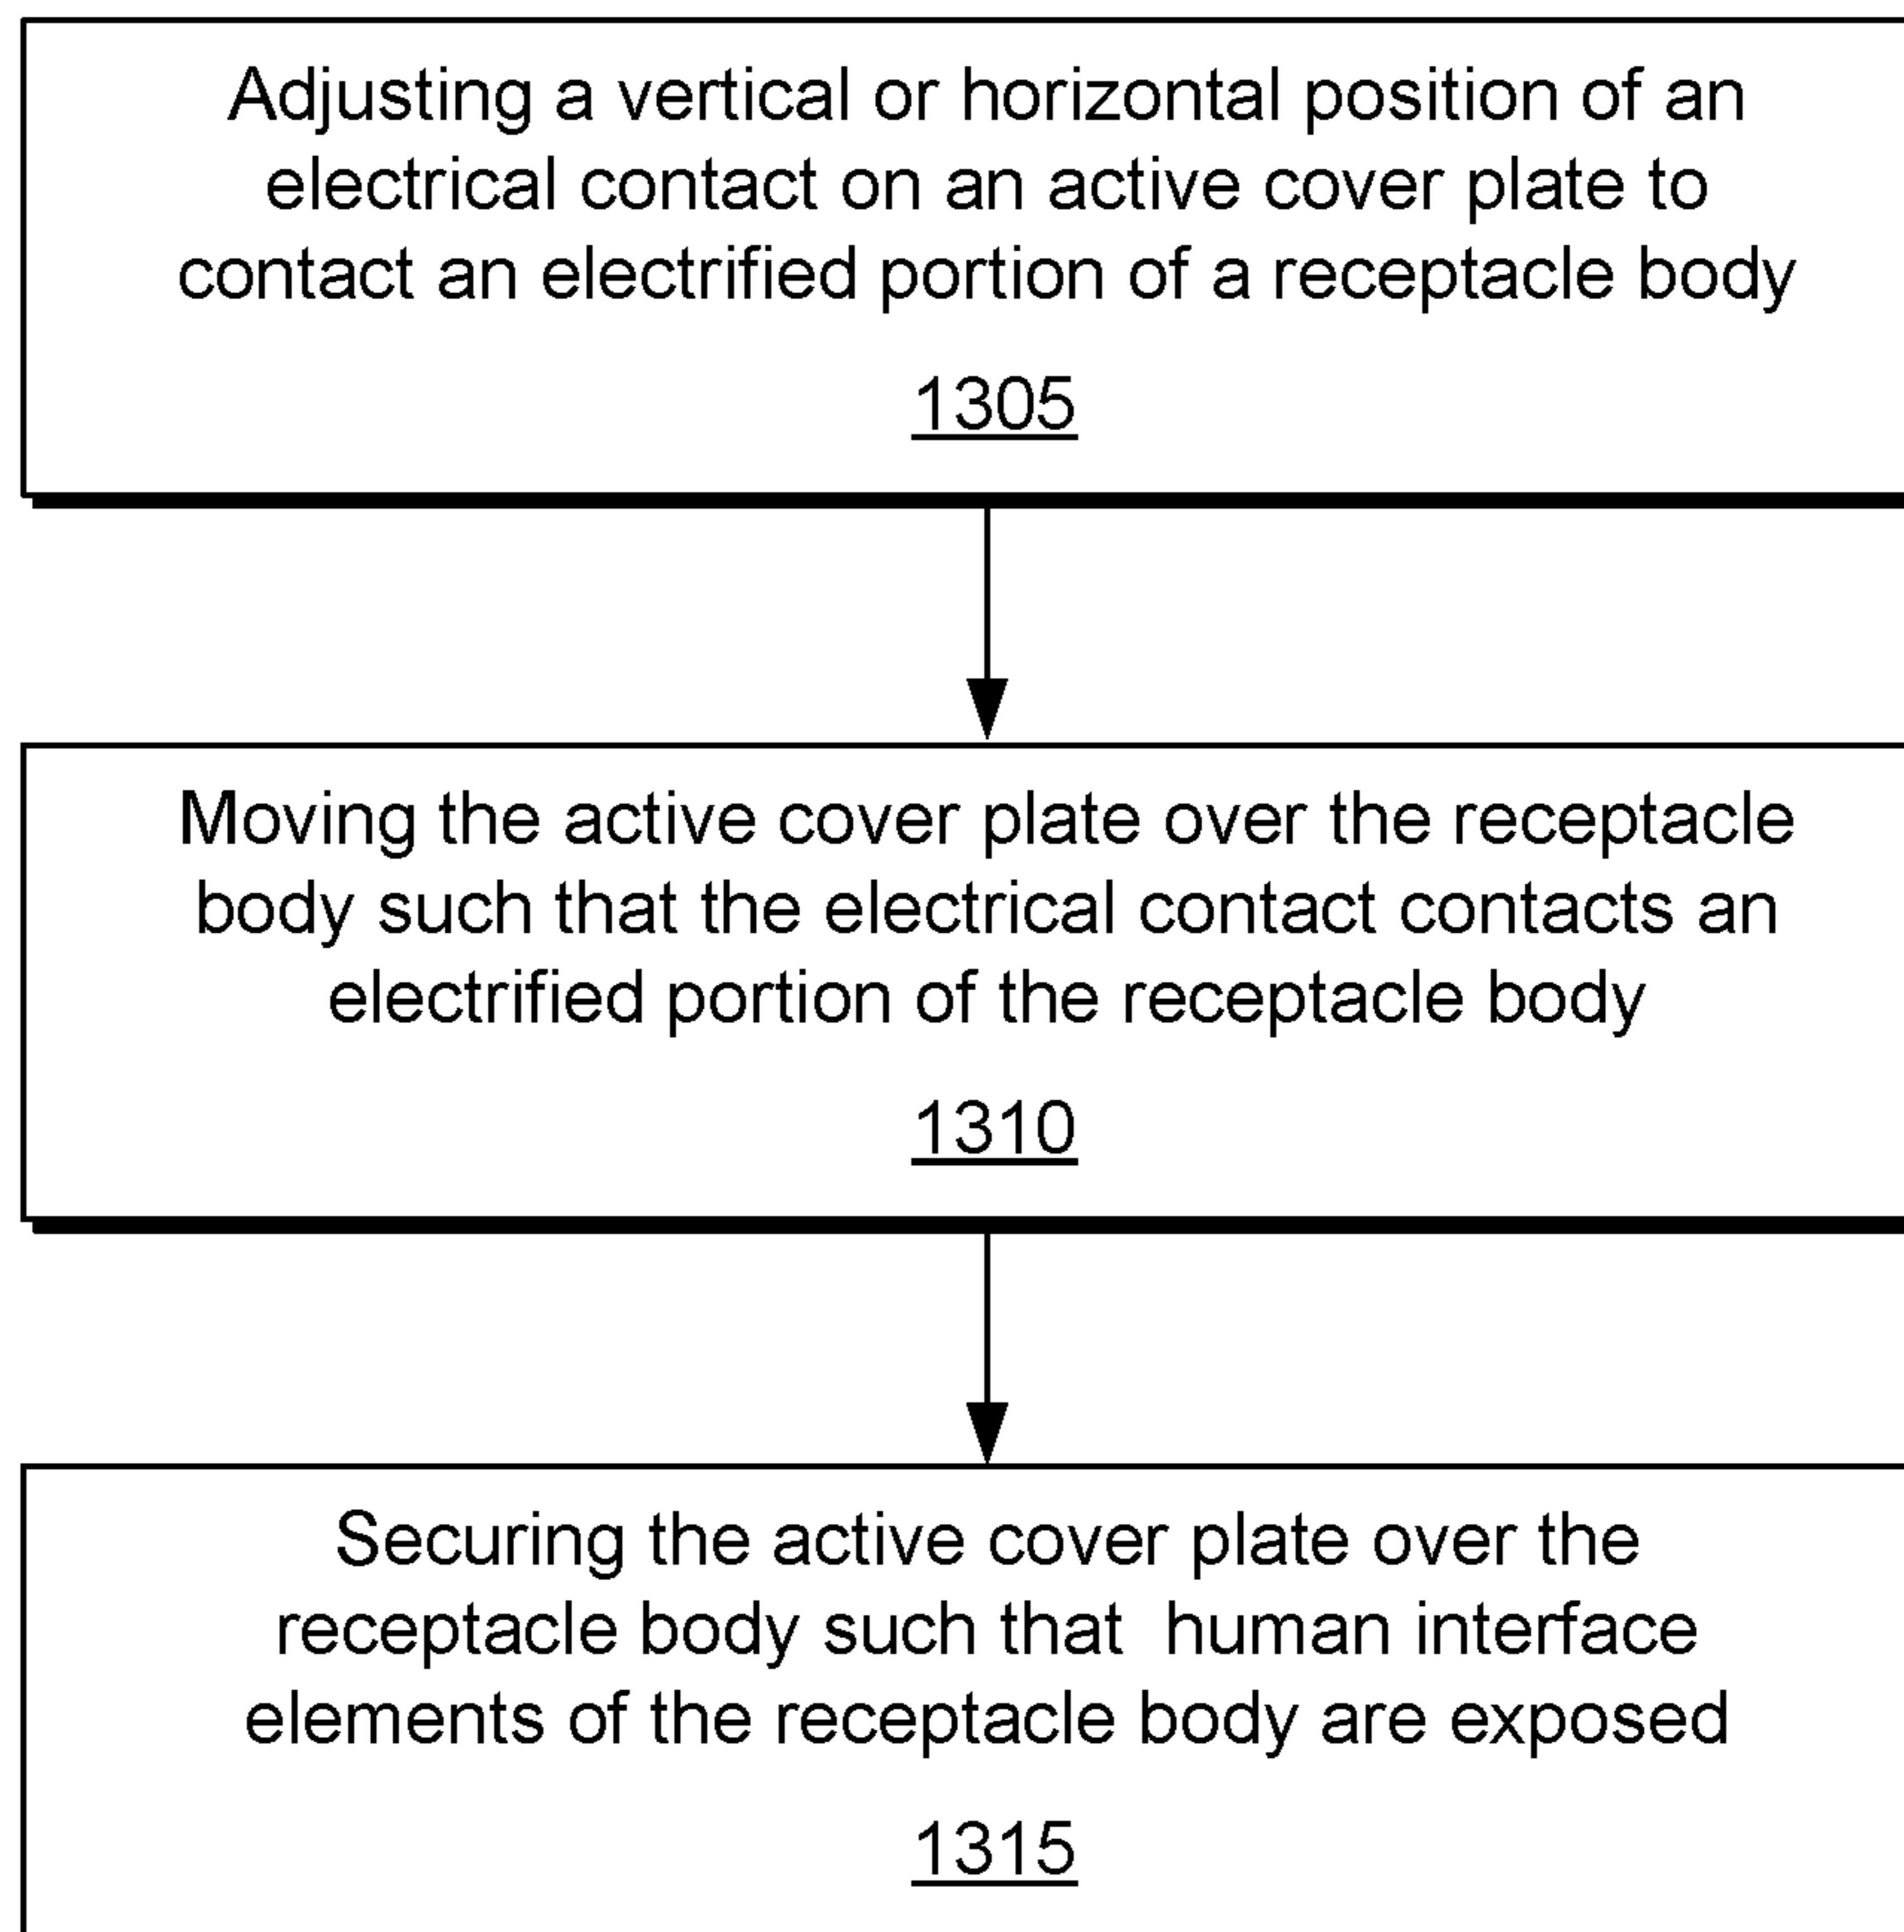 Adjusting a vertical or horizontal position of an
electrical contact on an active cover plate to
contact an electrified portion of a receptacle body
1305
Moving the active cover plate over the receptacle
body such that the electrical contact contacts an
electrified portion of the receptacle body
1310
Securing the active cover plate over the
receptacle body such that human interface
elements of the receptacle body are exposed
1315